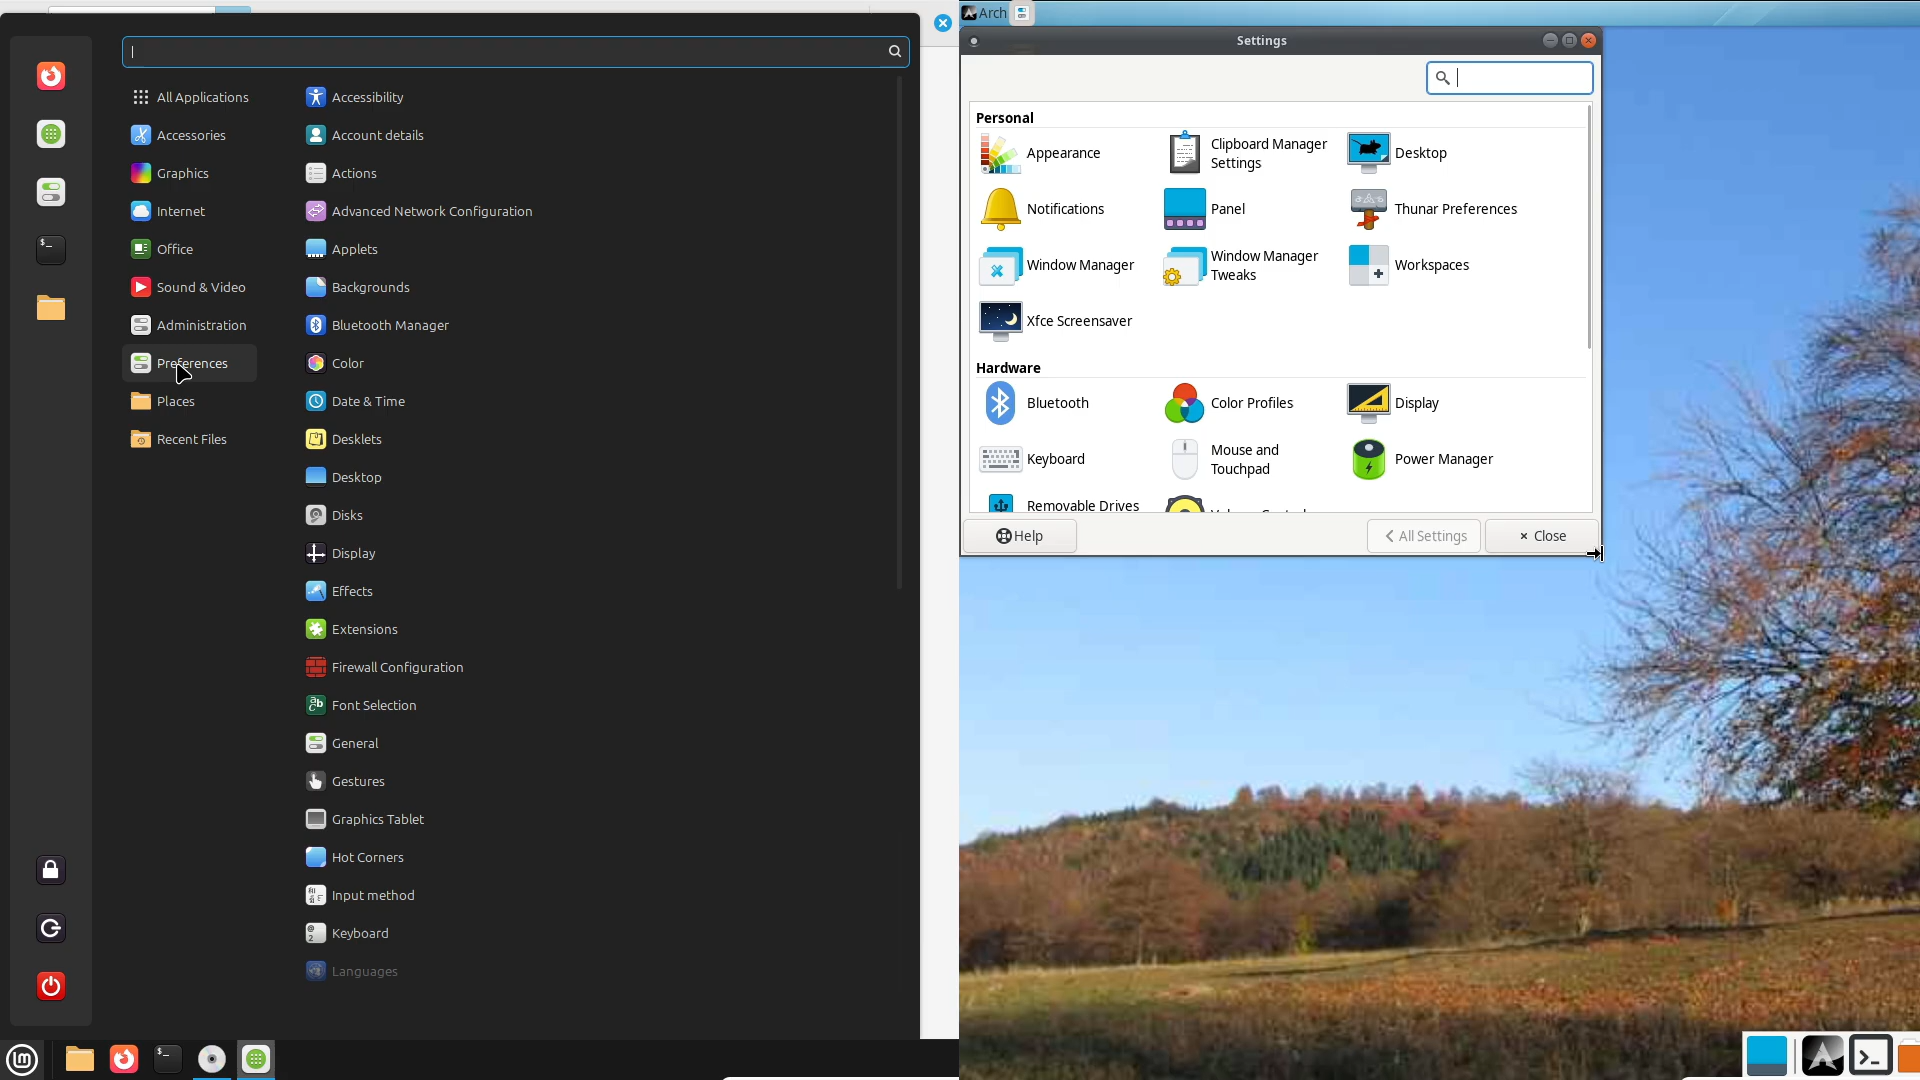 All Applications
Accessories
Graphics
Internet
Office
Sound & Video
Administration
Preferences
Places
Recent Files
Accessibility
Account details
Actions
Advanced Network Configuration
Applets
Backgrounds
Bluetooth Manager
Color
Date & Time
Desklets
Desktop
Disks
Display
Effects
Extensions
Firewall Configuration
Font Selection
General
Gestures
Graphics Tablet
Hot Corners
Input method
Keyboard
Languages
Arch
Settings
Personal
Appearance
Clipboard Manager
Settings
Desktop
Notifications
Panel
Thunar Preferences
Window Manager
Window Manager
Tweaks
Workspaces
Xfce Screensaver
Hardware
Bluetooth
Color Profiles
Display
Keyboard
Mouse and
Touchpad
Power Manager
Removable Drives
Help
All Settings
Close